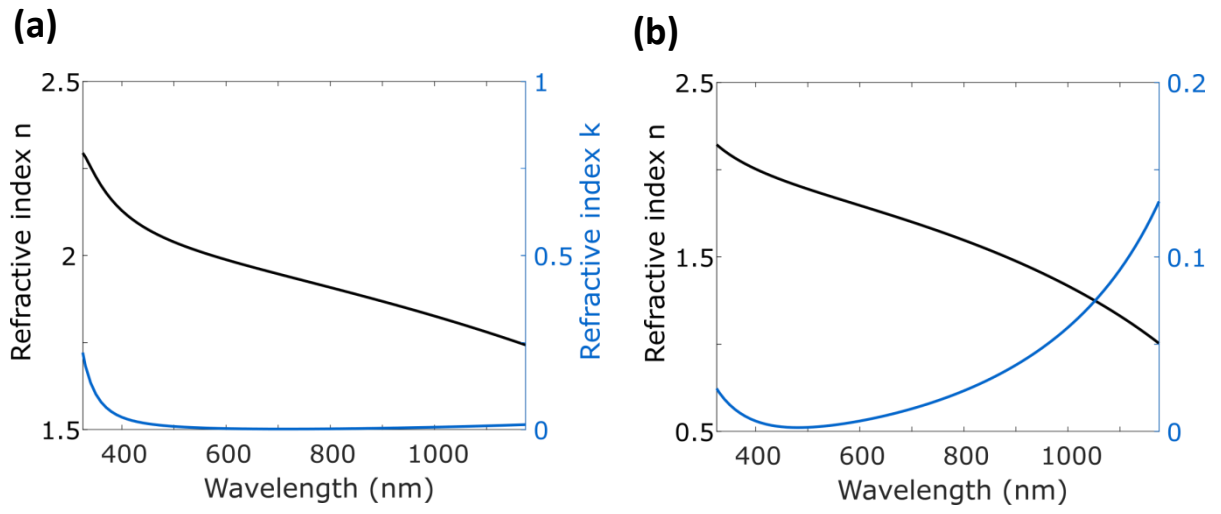 (a)
(b)
2.5
2
1.5
Refractive index n
1
0.5
0
Refractive index k
400 600 800 1000
Wavelength (nm)
2.5
1.5
0.5
Refractive index n
0.2
0.1
0
400 600 800 1000
Wavelength (nm)